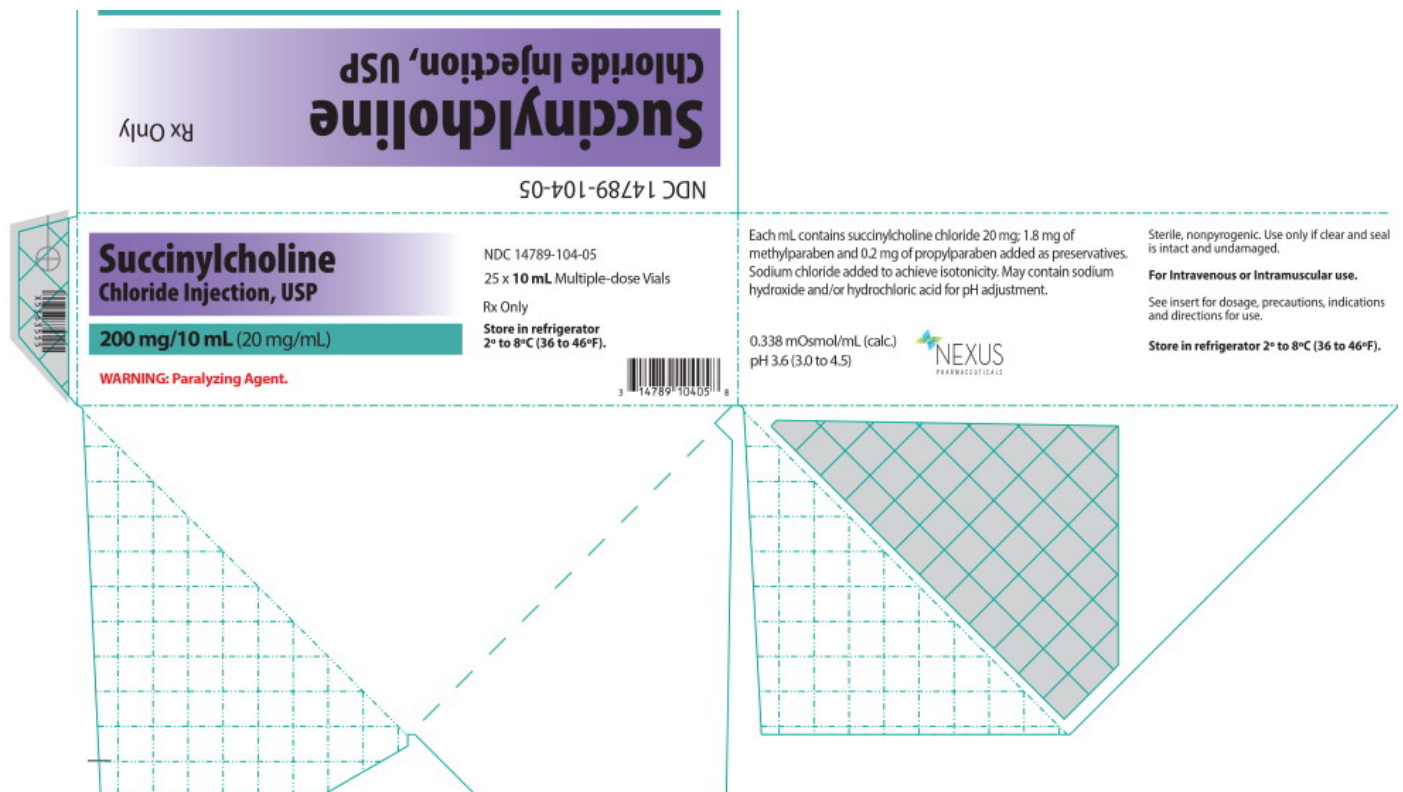 NDC 14789-104-05
Succinylcholine
Chloride Injection, USP
Rx Only
Succinylcholine
Chloride Injection, USP
200 mg/10 mL (20 mg/mL)
WARNING: Paralyzing Agent.
NDC 14789-104-05
25 x 10 mL Multiple-dose Vials
Rx Only
Store in refrigerator
2º to 8ºC (36 to 46ºF).
3 14789 10405 8
Each mL contains succinylcholine chloride 20 mg; 1.8 mg of
methylparaben and 0.2 mg of propylparaben added as preservatives.
Sodium chloride added to achieve isotonicity. May contain sodium
hydroxide and/or hydrochloric acid for pH adjustment.
0.338 mOsmol/mL (calc.)
pH 3.6 (3.0 to 4.5)
NEXUS
PHARMACEUTICALS
Sterile, nonpyrogenic. Use only if clear and seal
is intact and undamaged.
For Intravenous or Intramuscular use.
See insert for dosage, precautions, indications
and directions for use.
Store in refrigerator 2º to 8ºC (36 to 46ºF).